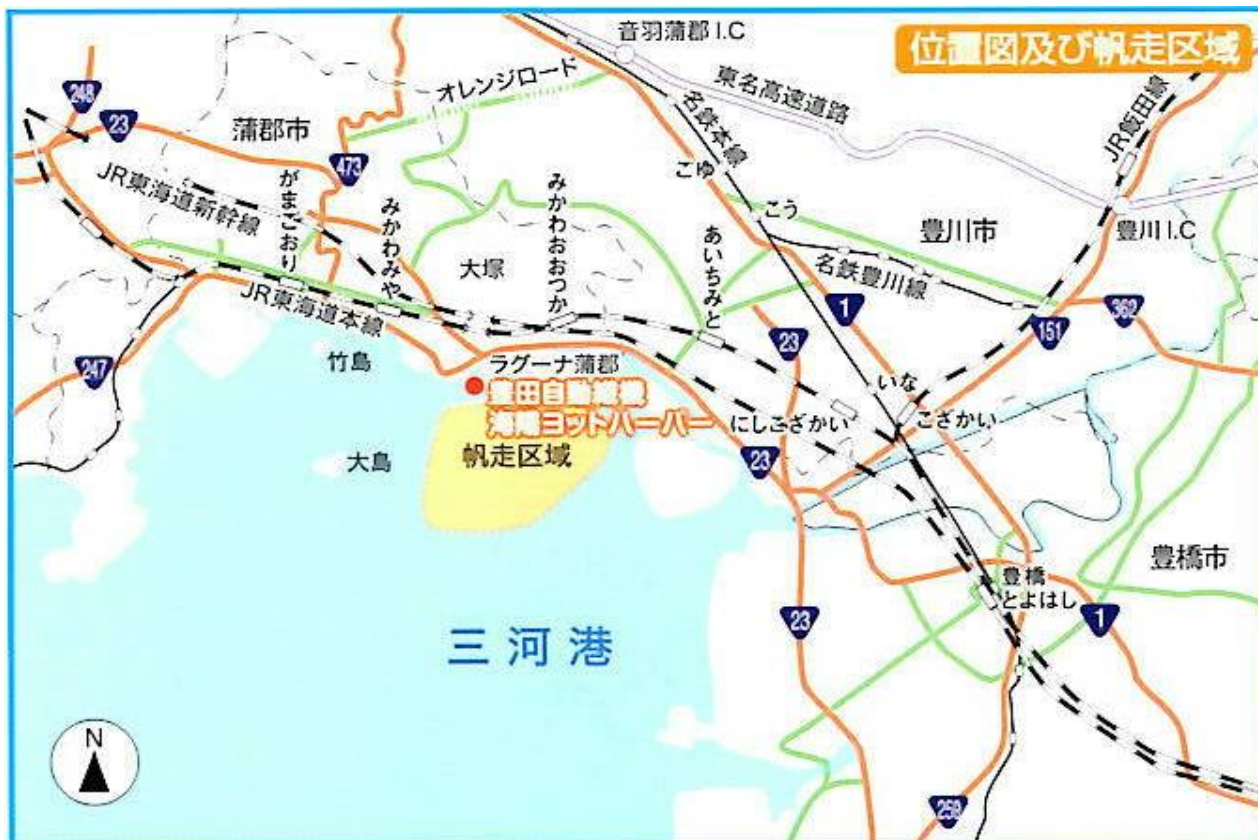 位置図及び帆走区域
音羽蒲郡I.C
東名高速道路
JR飯田線
オレンジロード
名鉄本線
248
23
蒲郡市
473
こゆ
JR東海道新幹線
がまごおり
みかわみや
みかわおおつか
大塚
あいちみと
こう
豊川市
豊川I.C
名鉄豊川線
JR東海道本線
1
362
151
23
247
竹島
ラグーナ蒲郡
豊田自動織機
海陽ヨットハーバー
いな
こざかい
にしこざかい
帆走区域
大島
23
豊橋市
豊橋
とよはし
三河港
23
1
N
259